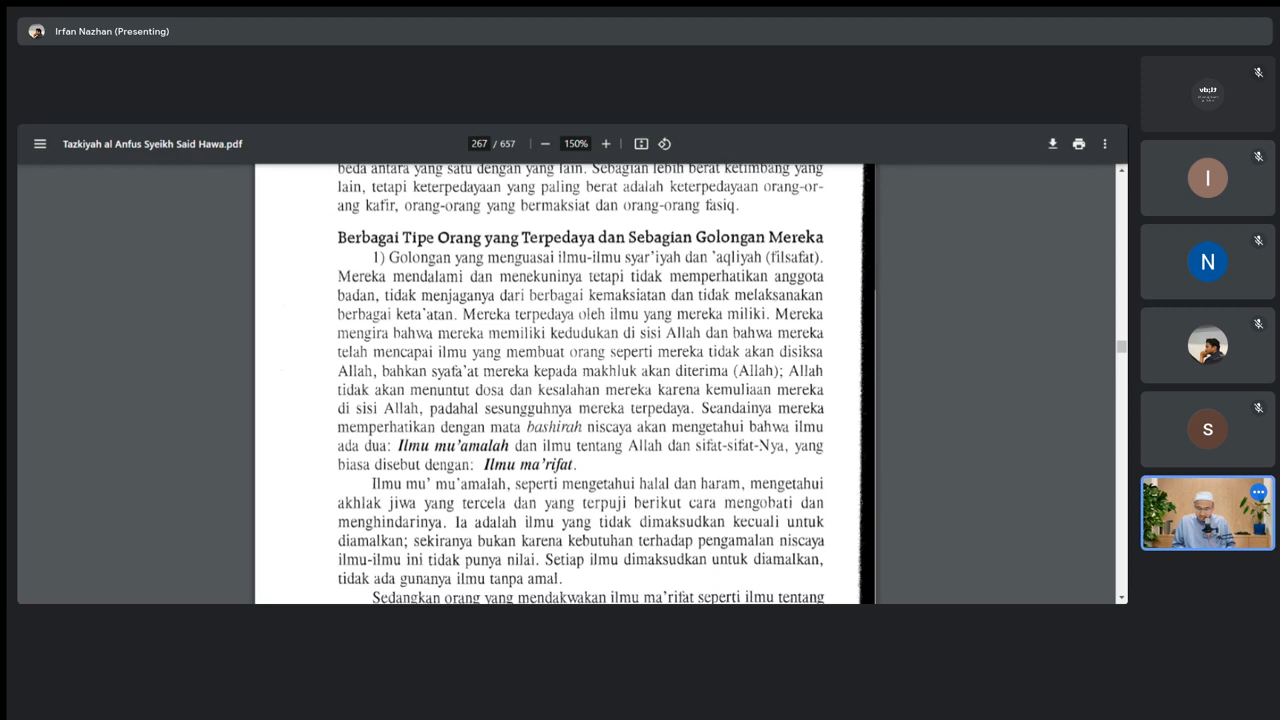 Irfan Nazhan (Presenting)
Tazkiyah al Anfus Syeikh Said Hawa.pdf
267 / 657
150%
beda antara yang satu dengan yang lain. Sebagian lebih berat ketimbang yang
lain, tetapi keterpedayaan yang paling berat adalah keterpedayaan orang-or-
ang kafir, orang-orang yang bermaksiat dan orang-orang fasiq.
Berbagai Tipe Orang yang Terpedaya dan Sebagian Golongan Mereka
1) Golongan yang menguasai ilmu-ilmu syar'iyah dan 'aqliyah (filsafat).
Mereka mendalami dan menekuninya tetapi tidak memperhatikan anggota
badan, tidak menjaganya dari berbagai kemaksiatan dan tidak melaksanakan
berbagai keta'atan. Mereka terpedaya oleh ilmu yang mereka miliki. Mereka
mengira bahwa mereka memiliki kedudukan di sisi Allah dan bahwa mereka
telah mencapai ilmu yang membuat orang seperti mereka tidak akan disiksa
Allah, bahkan syafa'at mereka kepada makhluk akan diterima (Allah); Allah
tidak akan menuntut dosa dan kesalahan mereka karena kemuliaan mereka
di sisi Allah, padahal sesungguhnya mereka terpedaya. Seandainya mereka
memperhatikan dengan mata bashirah niscaya akan mengetahui bahwa ilmu
ada dua: Ilmu mu'amalah dan ilmu tentang Allah dan sifat-sifat-Nya, yang
biasa disebut dengan: Ilmu ma'rifat.
Ilmu mu' mu'amalah, seperti mengetahui halal dan haram, mengetahui
akhlak jiwa yang tercela dan yang terpuji berikut cara mengobati dan
menghindarinya. Ia adalah ilmu yang tidak dimaksudkan kecuali untuk
diamalkan; sekiranya bukan karena kebutuhan terhadap pengamalan niscaya
ilmu-ilmu ini tidak punya nilai. Setiap ilmu dimaksudkan untuk diamalkan,
tidak ada gunanya ilmu tanpa amal.
Sedangkan orang yang mendakwakan ilmu ma'rifat seperti ilmu tentang
I
N
S